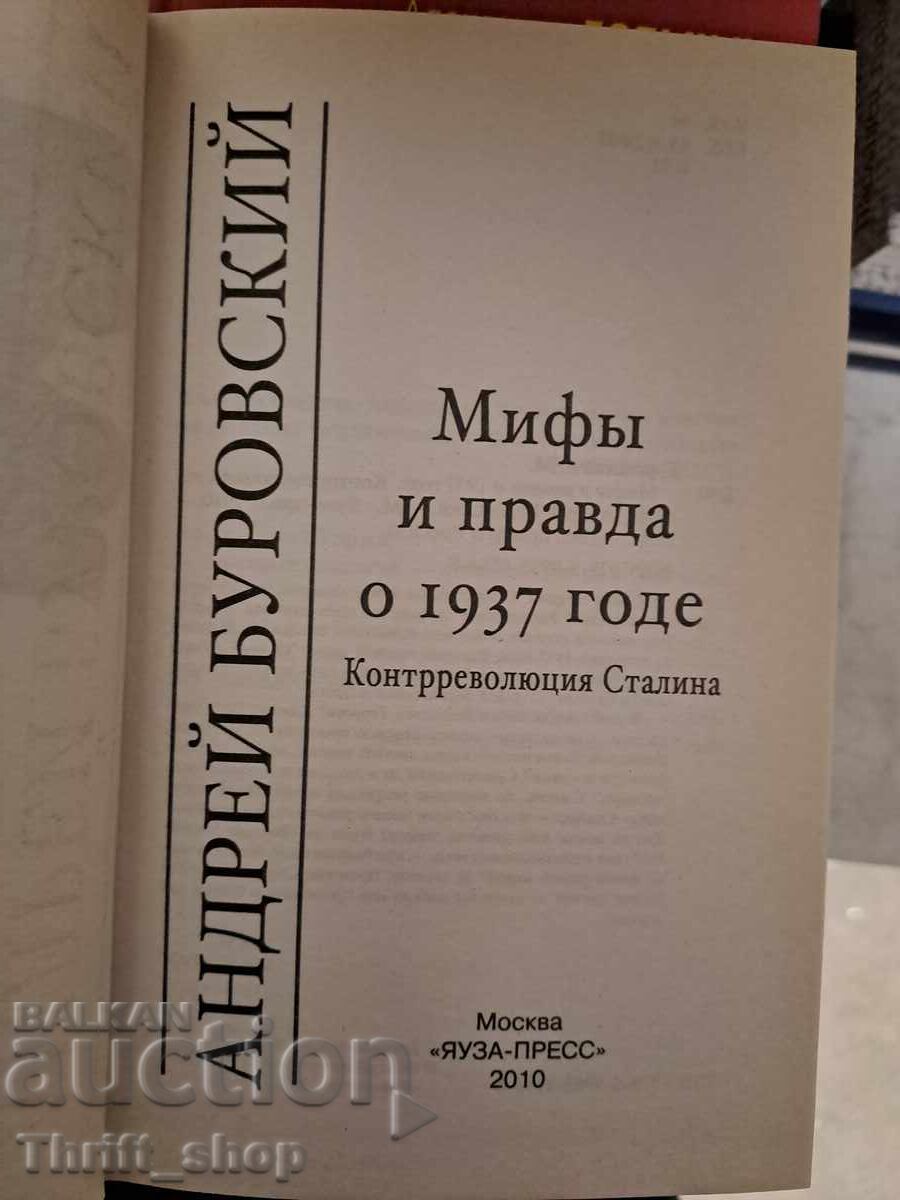 АНДРЕЙ БУРОВСКИЙ
Мифы
и правда
о 1937 годе
Контрреволюция Сталина
Москва
«ЯУЗА-ПРЕСС»
2010
BALKAN
auction
Thrift_shop